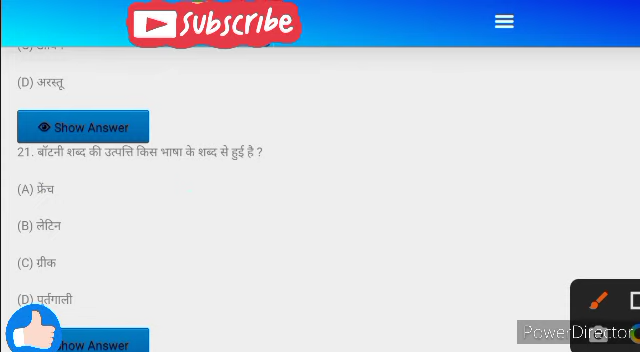 Subscribe
(D) अरस्तू
Show Answer
21. बॉटनी शब्द की उत्पत्ति किस भाषा के शब्द से हुई है ?
(A) फ्रेंच
(B) लेटिन
(C) ग्रीक
(D) पुर्तगाली
Show Answer
PowerDirector